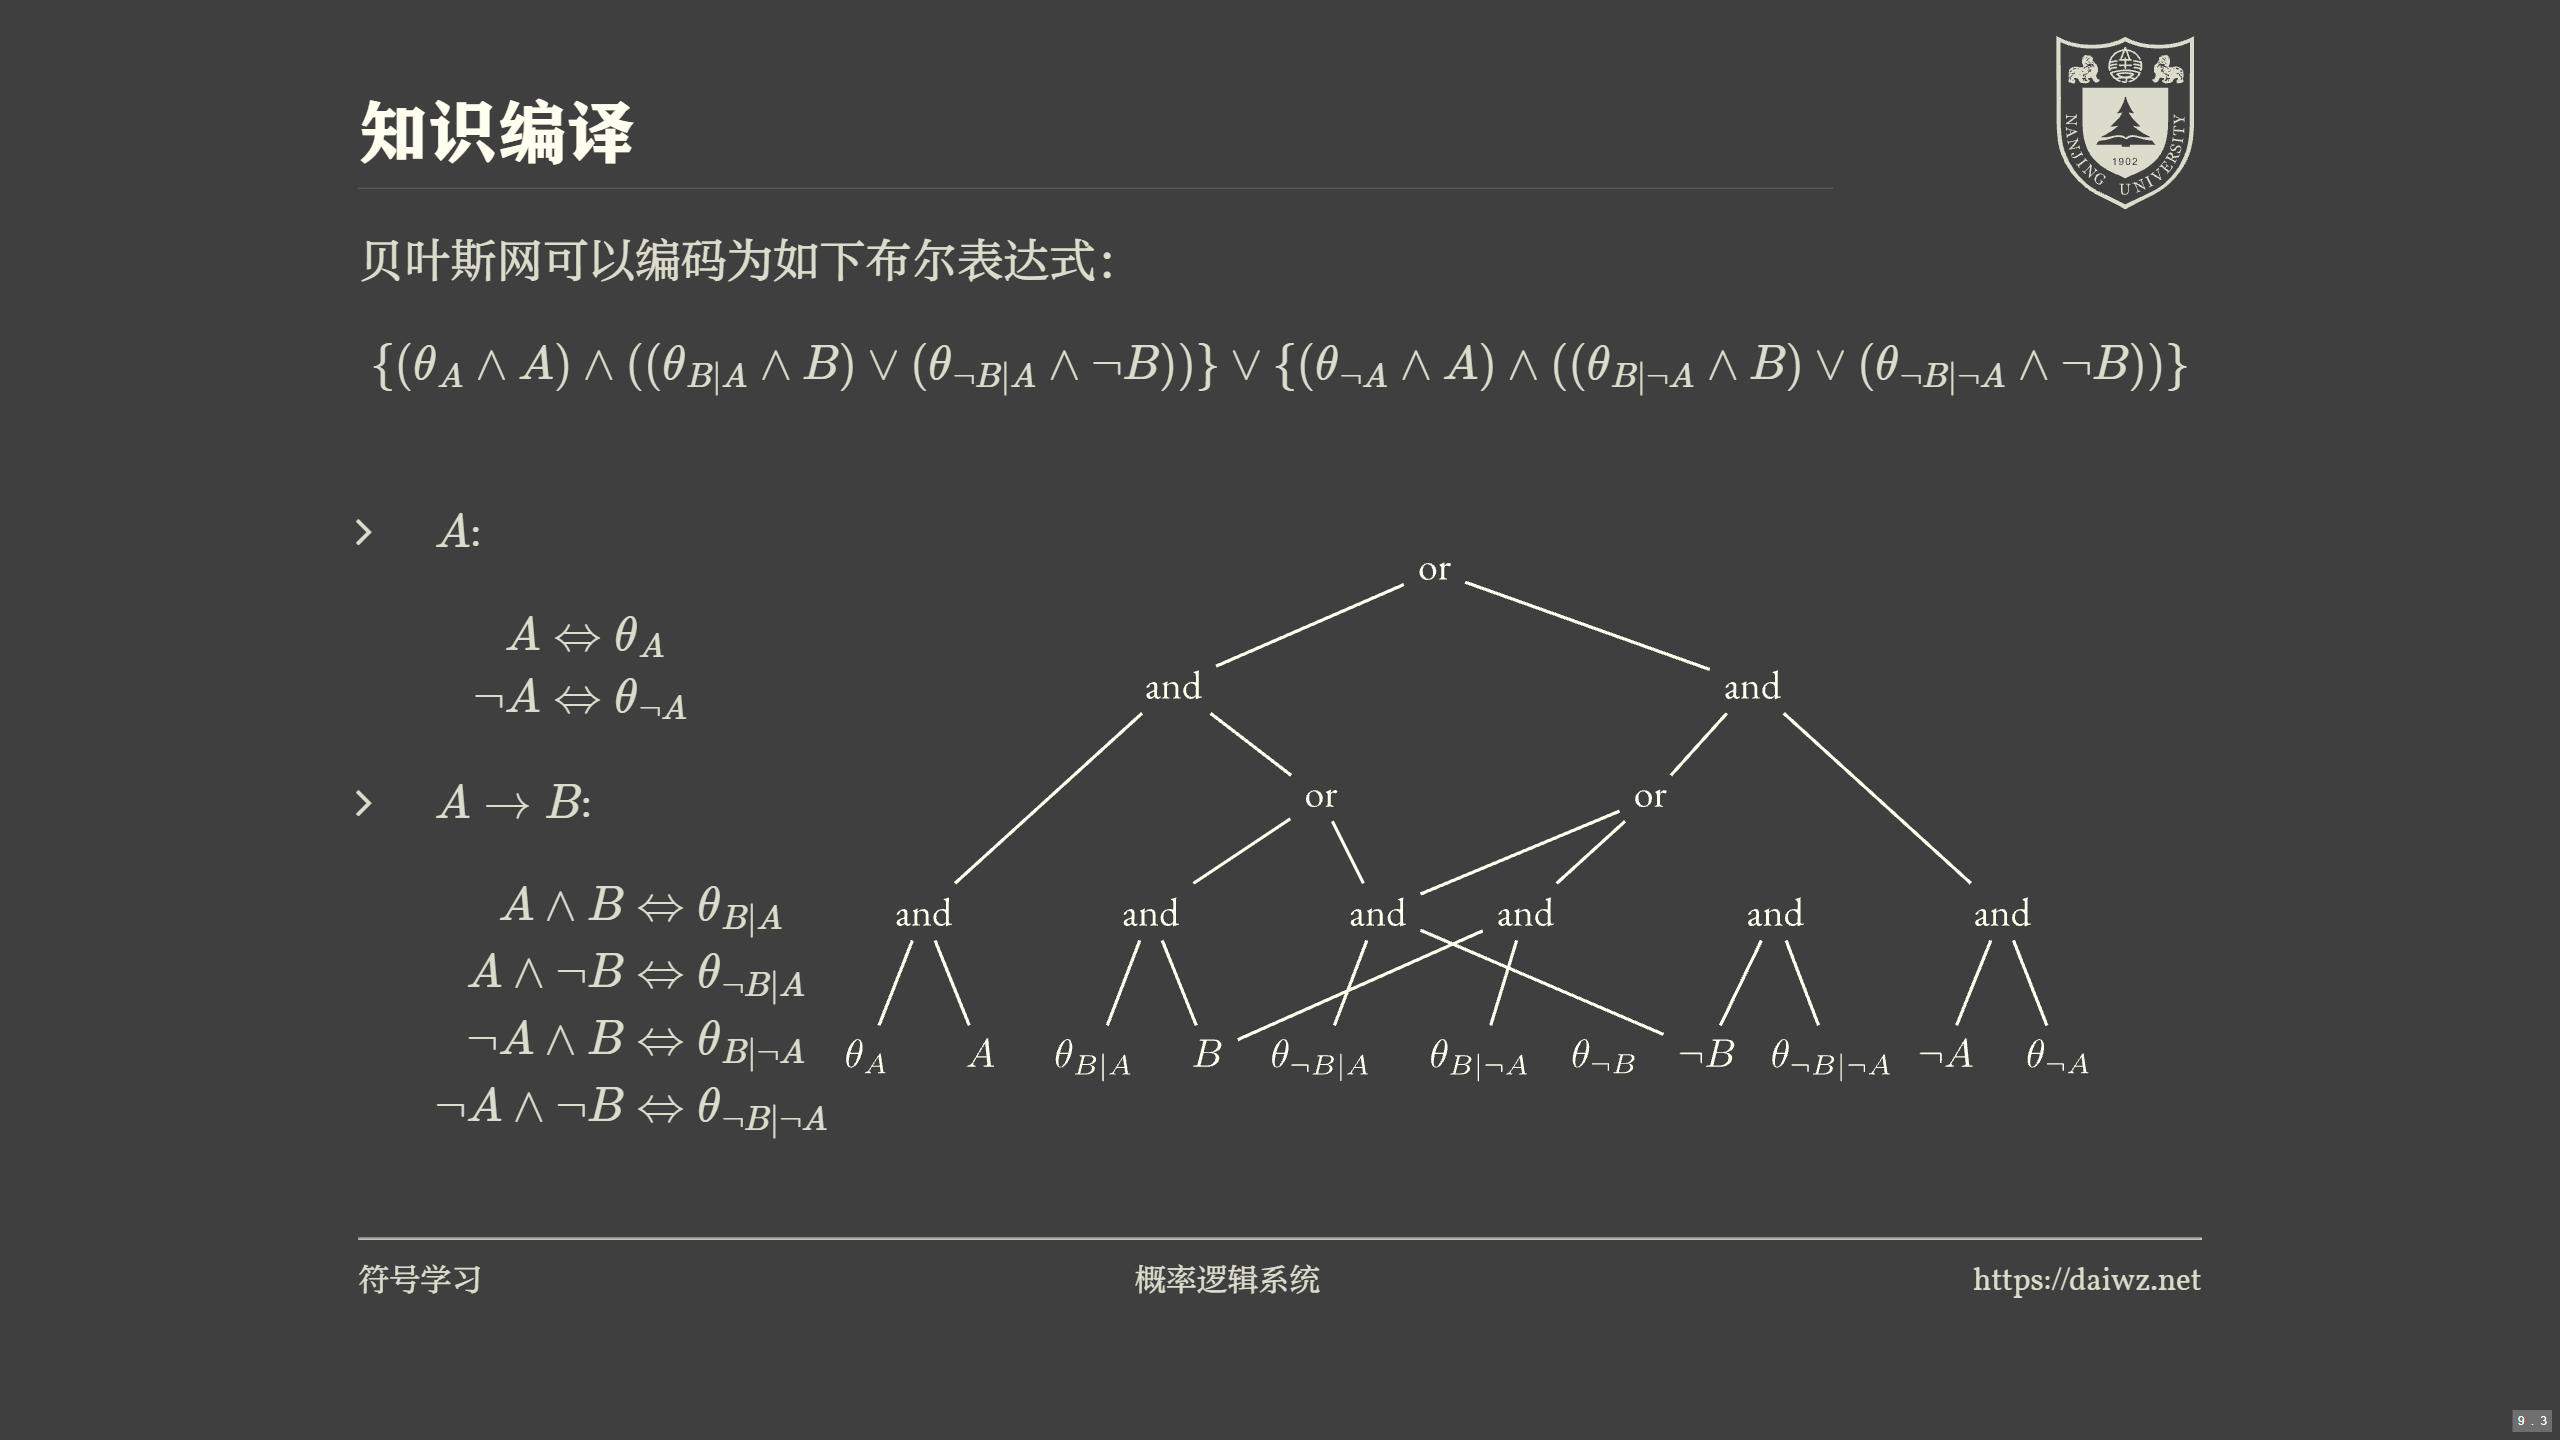 知识编译
NANJING UNIVERSITY
1902
贝叶斯网可以编码为如下布尔表达式：
{(θ_A ∧ A) ∧ ((θ_{B|A} ∧ B) ∨ (θ_{¬B|A} ∧ ¬B))} ∨ {(θ_{¬A} ∧ A) ∧ ((θ_{B|¬A} ∧ B) ∨ (θ_{¬B|¬A} ∧ ¬B))}
A:
A ⇔ θ_A
¬A ⇔ θ_{¬A}
A → B:
A ∧ B ⇔ θ_{B|A}
A ∧ ¬B ⇔ θ_{¬B|A}
¬A ∧ B ⇔ θ_{B|¬A}
¬A ∧ ¬B ⇔ θ_{¬B|¬A}
or
and and
or or
and and and and and and
θ_A A θ_{B|A} B θ_{¬B|A} θ_{B|¬A} θ_{¬B} ¬B θ_{¬B|¬A} ¬A θ_{¬A}
符号学习 概率逻辑系统 https://daiwz.net
9 . 3